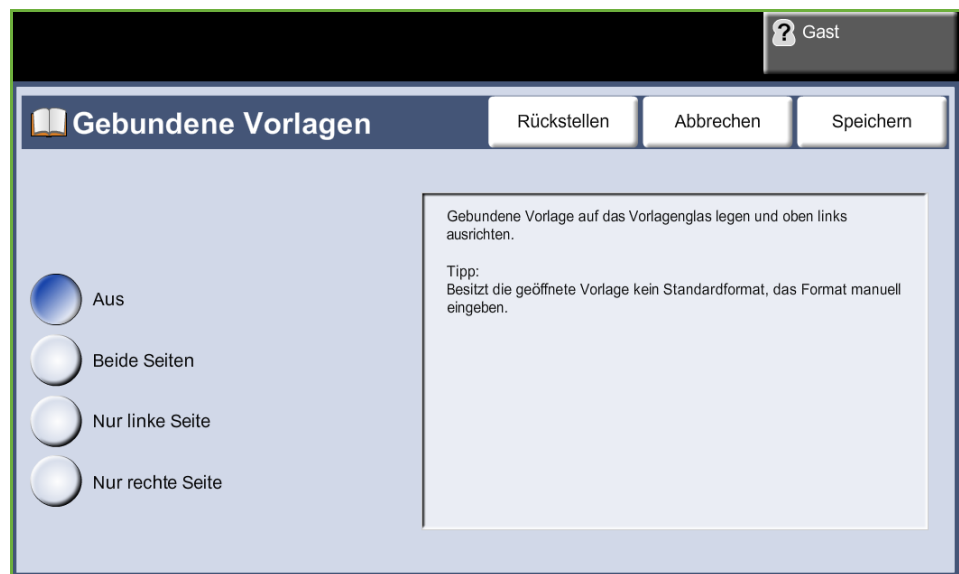 Gast
Gebundene Vorlagen
Rückstellen
Abbrechen
Speichern
Gebundene Vorlage auf das Vorlagenglas legen und oben links
ausrichten.
Tipp:
Besitzt die geöffnete Vorlage kein Standardformat, das Format manuell
eingeben.
Aus
Beide Seiten
Nur linke Seite
Nur rechte Seite